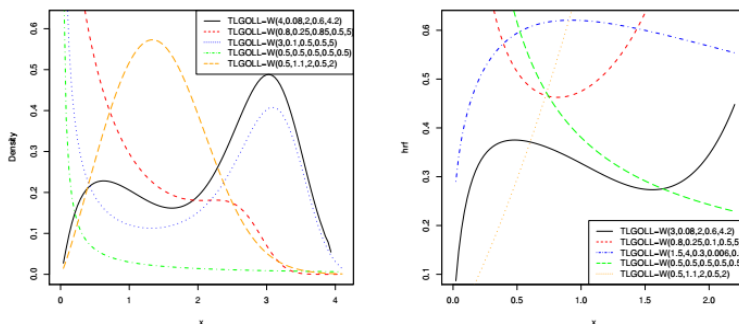 Density
0.0 0.1 0.2 0.3 0.4 0.5 0.6
TLGOLL=W(4,0.08,2,0.6,4.2)
TLGOLL=W(0.8,0.25,0.85,0.5,5)
TLGOLL=W(3,0.1,0.5,0.5,5)
TLGOLL=W(0.5,0.5,0.5,0.5,0.5)
TLGOLL=W(0.5,1.1,2,0.5,2)
0 1 2 3 4
x
hrf
0.1 0.2 0.3 0.4 0.5 0.6
TLGOLL=W(3,0.08,2,0.6,4.2)
TLGOLL=W(0.8,0.25,0.1,0.5,5
TLGOLL=W(1.5,4,0.3,0.006,0.
TLGOLL=W(0.5,0.5,0.5,0.5,0.5
TLGOLL=W(0.5,1.1,2,0.5,2)
0.0 0.5 1.0 1.5 2.0
x